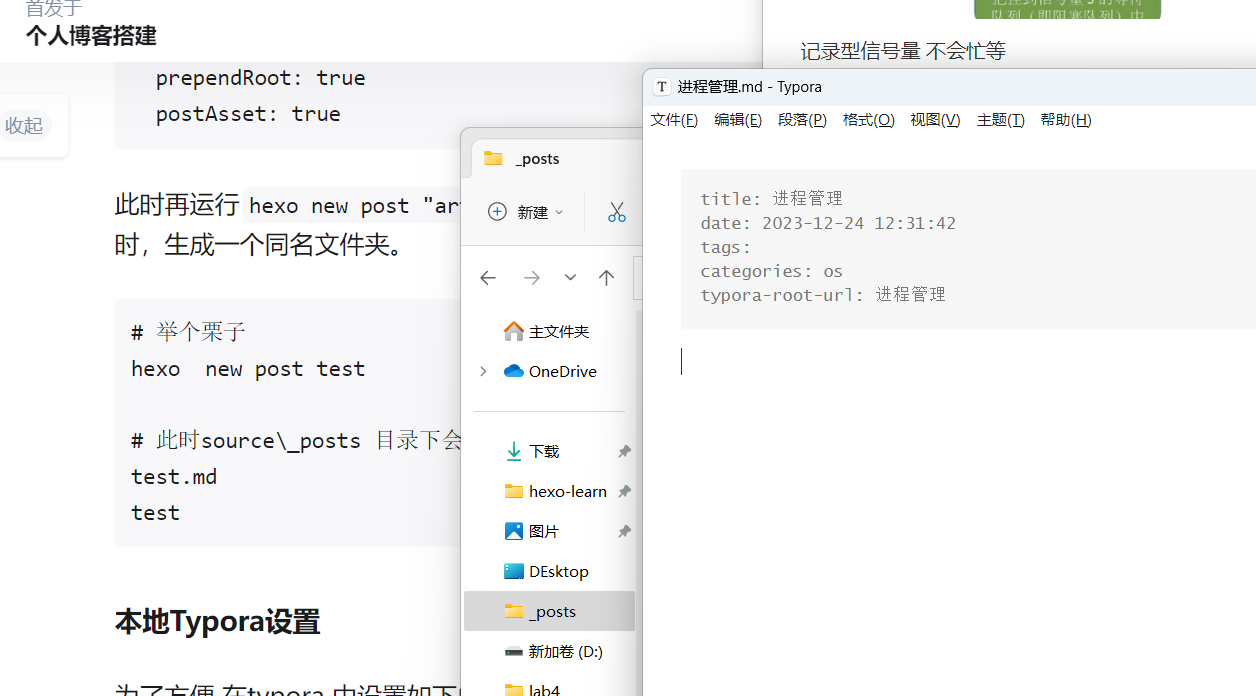 首发于
个人博客搭建
prependRoot: true
postAsset: true
收起
此时再运行 hexo new post "ar
时，生成一个同名文件夹。
# 举个栗子
hexo  new post test
# 此时source\_posts 目录下会
test.md
test
本地Typora设置
为了方便 在typora 中设置如下
_posts
新建
主文件夹
OneDrive
下载
hexo-learn
图片
DEsktop
_posts
新加卷 (D:)
lab4
队列（即阻塞队列）中
记录型信号量 不会忙等
进程管理.md - Typora
文件(F) 编辑(E) 段落(P) 格式(O) 视图(V) 主题(T) 帮助(H)
title: 进程管理
date: 2023-12-24 12:31:42
tags:
categories: os
typora-root-url: 进程管理